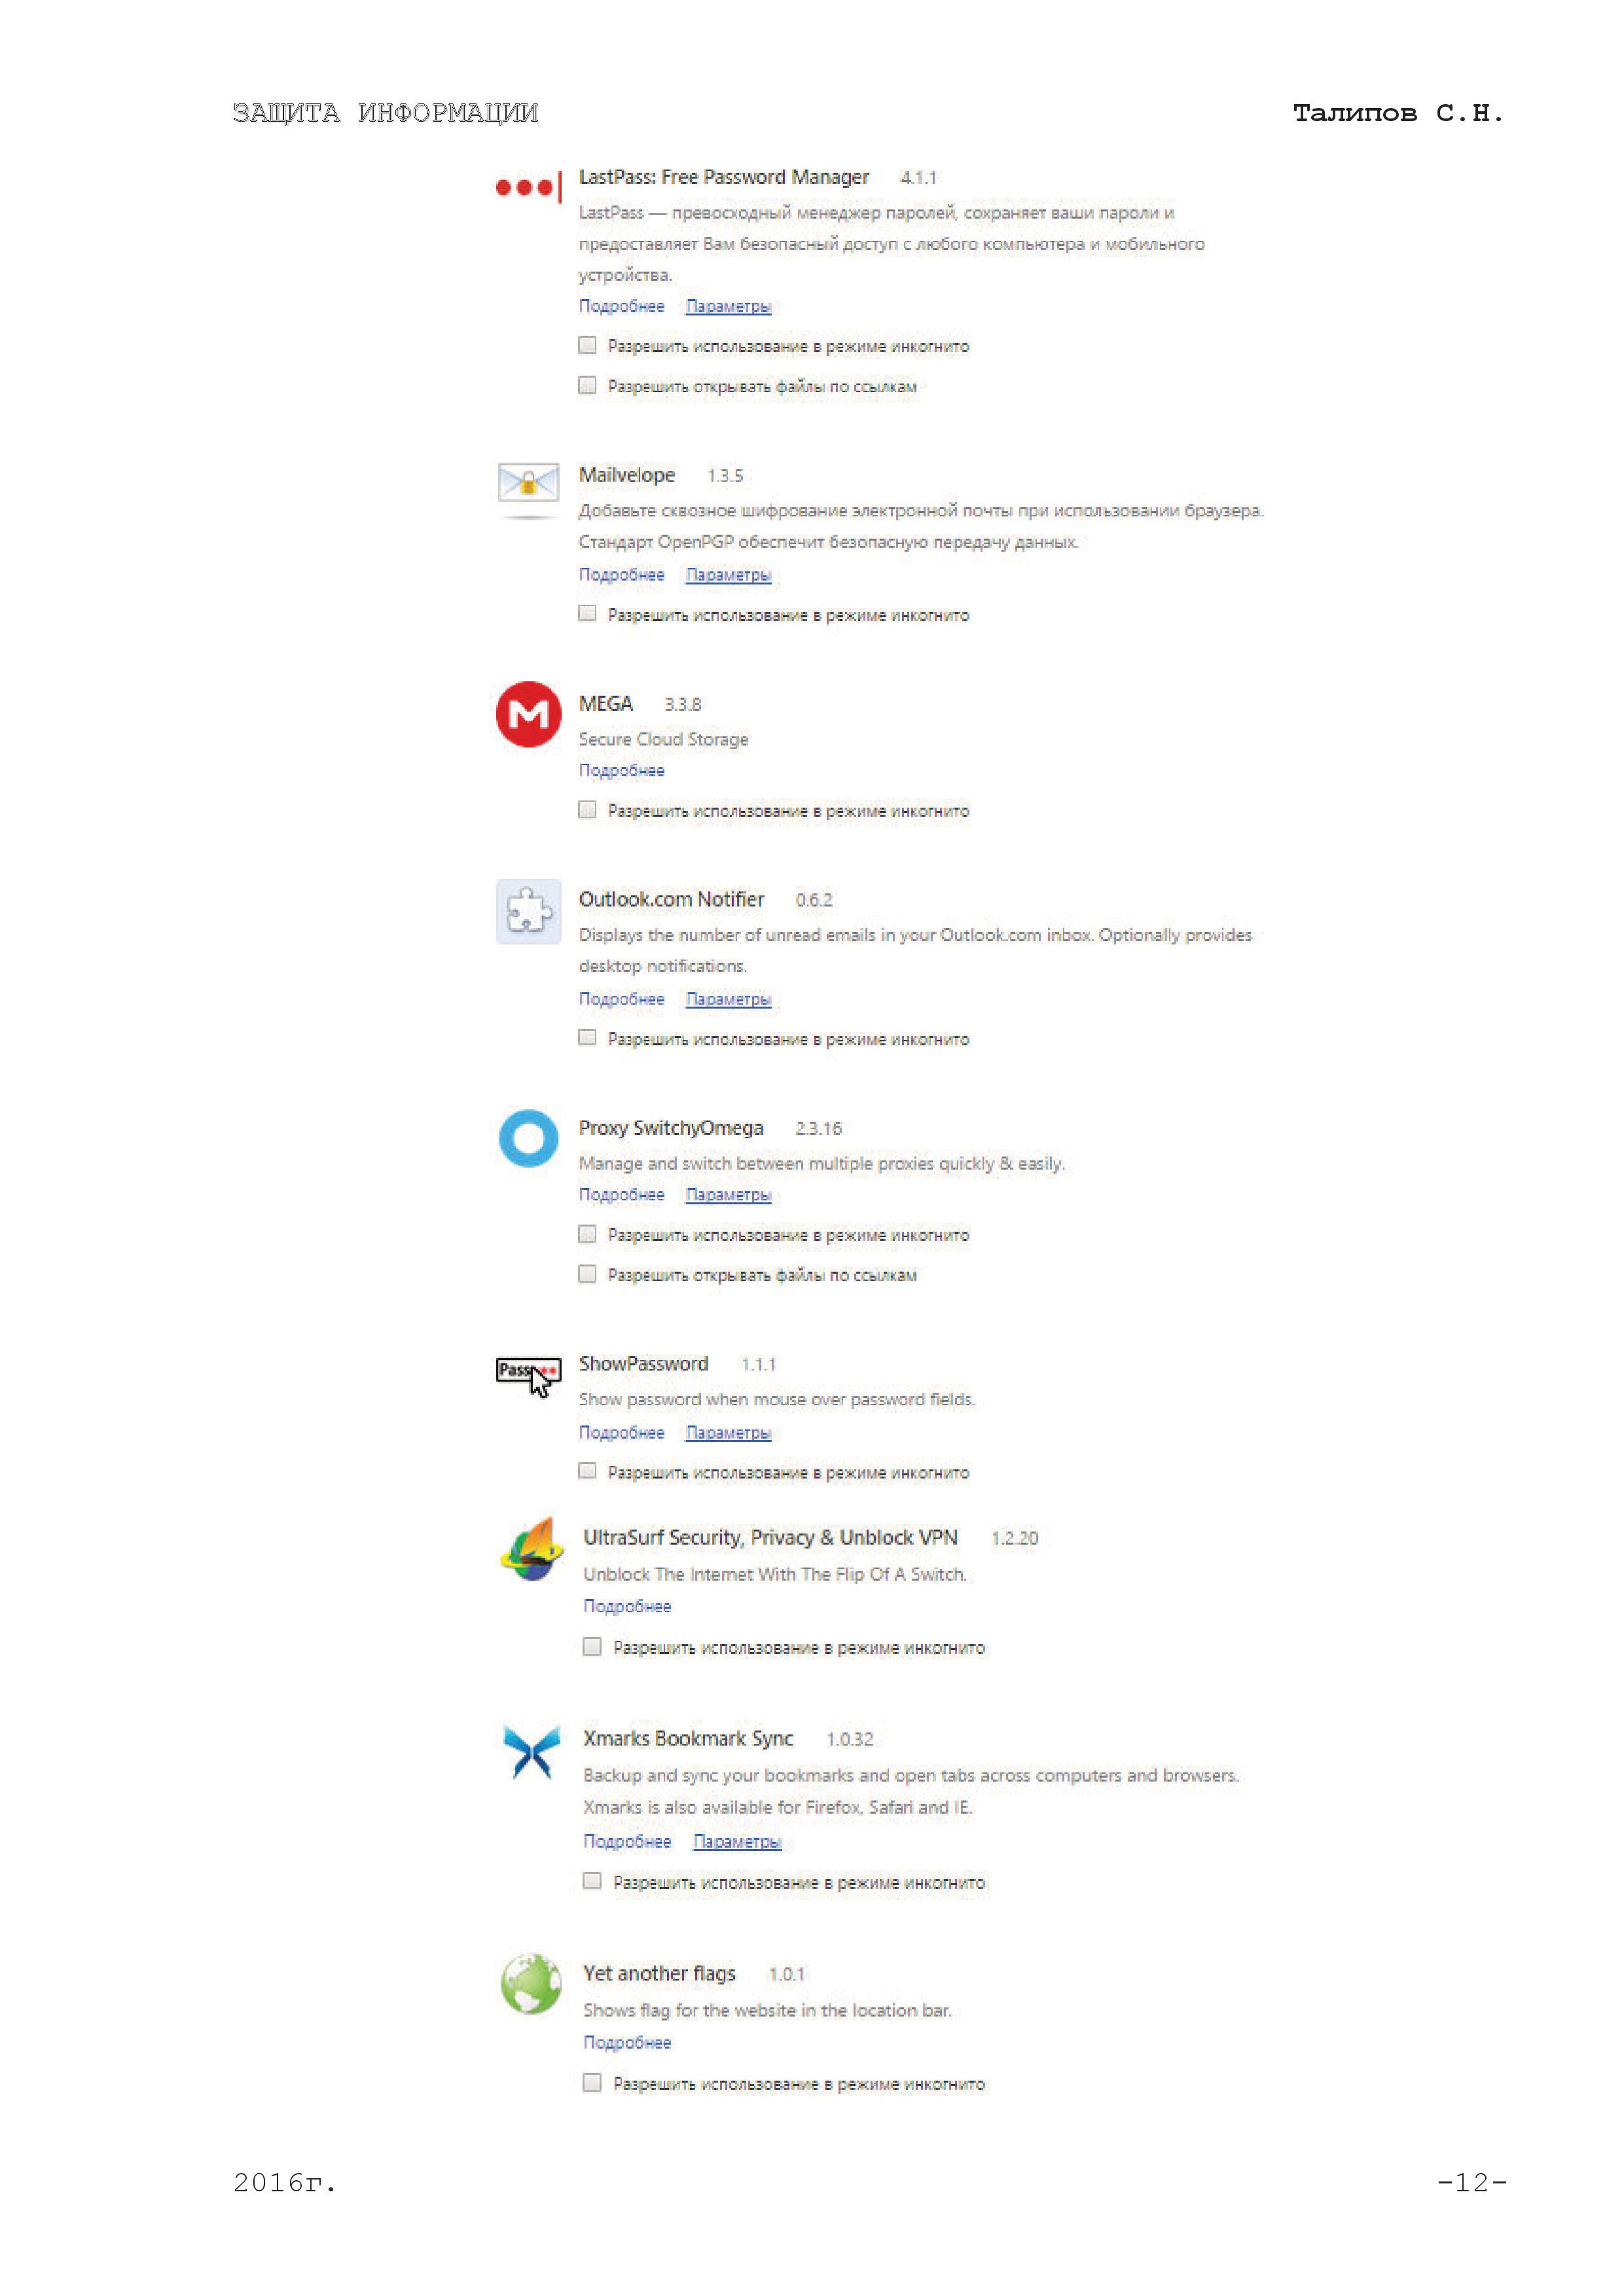 ЗАЩИТА ИНФОРМАЦИИ Талипов С.Н.
LastPass: Free Password Manager 4.1.1
LastPass — превосходный менеджер паролей, сохраняет ваши пароли и
предоставляет Вам безопасный доступ с любого компьютера и мобильного
устройства.
Подробнее Параметры
Разрешить использование в режиме инкогнито
Разрешить открывать файлы по ссылкам
Mailvelope 1.3.5
Добавьте сквозное шифрование электронной почты при использовании браузера.
Стандарт OpenPGP обеспечит безопасную передачу данных.
Подробнее Параметры
Разрешить использование в режиме инкогнито
M
MEGA 3.3.8
Secure Cloud Storage
Подробнее
Разрешить использование в режиме инкогнито
Outlook.com Notifier 0.6.2
Displays the number of unread emails in your Outlook.com inbox. Optionally provides
desktop notifications.
Подробнее Параметры
Разрешить использование в режиме инкогнито
Proxy SwitchyOmega 2.3.16
Manage and switch between multiple proxies quickly & easily.
Подробнее Параметры
Разрешить использование в режиме инкогнито
Разрешить открывать файлы по ссылкам
ShowPassword 1.1.1
Show password when mouse over password fields.
Подробнее Параметры
Разрешить использование в режиме инкогнито
UltraSurf Security, Privacy & Unblock VPN 1.2.20
Unblock The Internet With The Flip Of A Switch.
Подробнее
Разрешить использование в режиме инкогнито
Xmarks Bookmark Sync 1.0.32
Backup and sync your bookmarks and open tabs across computers and browsers.
Xmarks is also available for Firefox, Safari and IE.
Подробнее Параметры
Разрешить использование в режиме инкогнито
Yet another flags 1.0.1
Shows flag for the website in the location bar.
Подробнее
Разрешить использование в режиме инкогнито
2016г. -12-